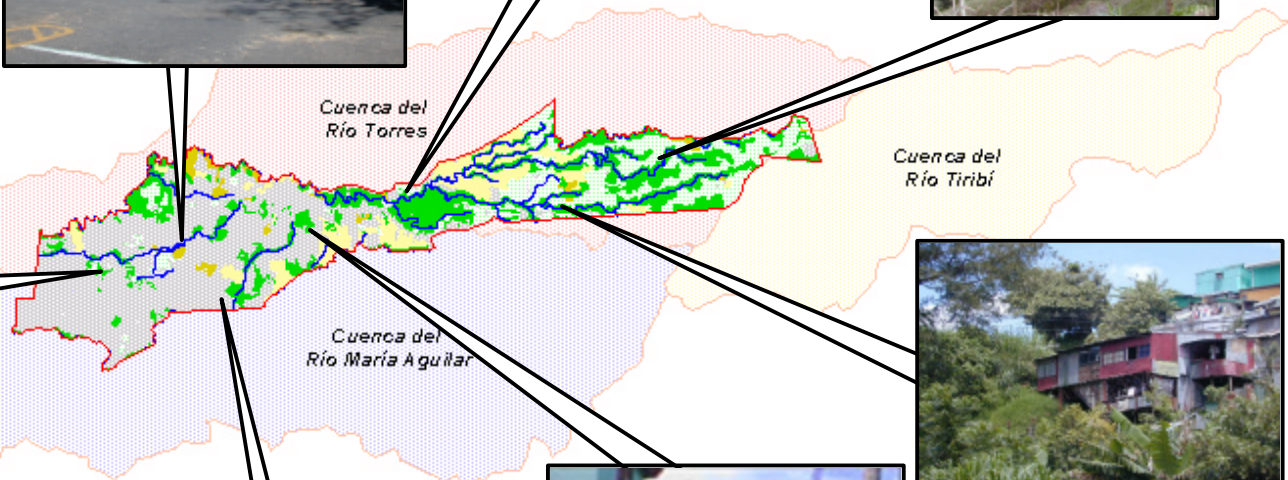 Cuenca del
Río Torres
Cuenca del
Río Tiribí
Cuenca del
Río María Aguilar